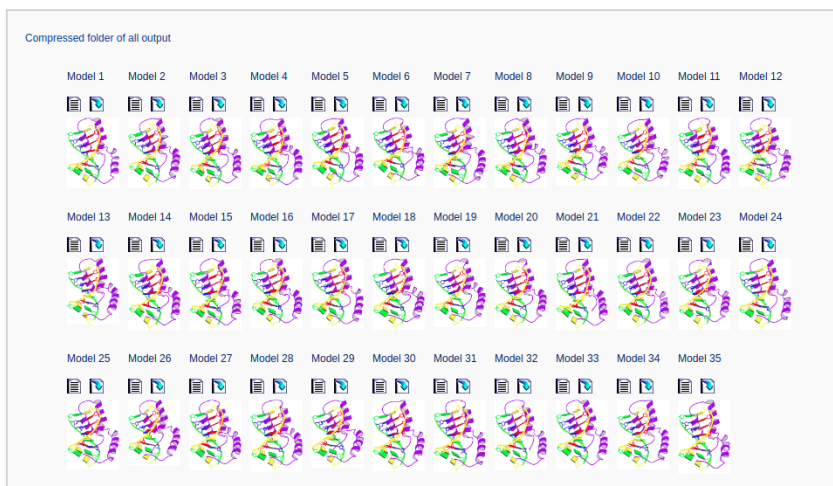 Compressed folder of all output
Model 1 Model 2 Model 3 Model 4 Model 5 Model 6 Model 7 Model 8 Model 9 Model 10 Model 11 Model 12
Model 13 Model 14 Model 15 Model 16 Model 17 Model 18 Model 19 Model 20 Model 21 Model 22 Model 23 Model 24
Model 25 Model 26 Model 27 Model 28 Model 29 Model 30 Model 31 Model 32 Model 33 Model 34 Model 35